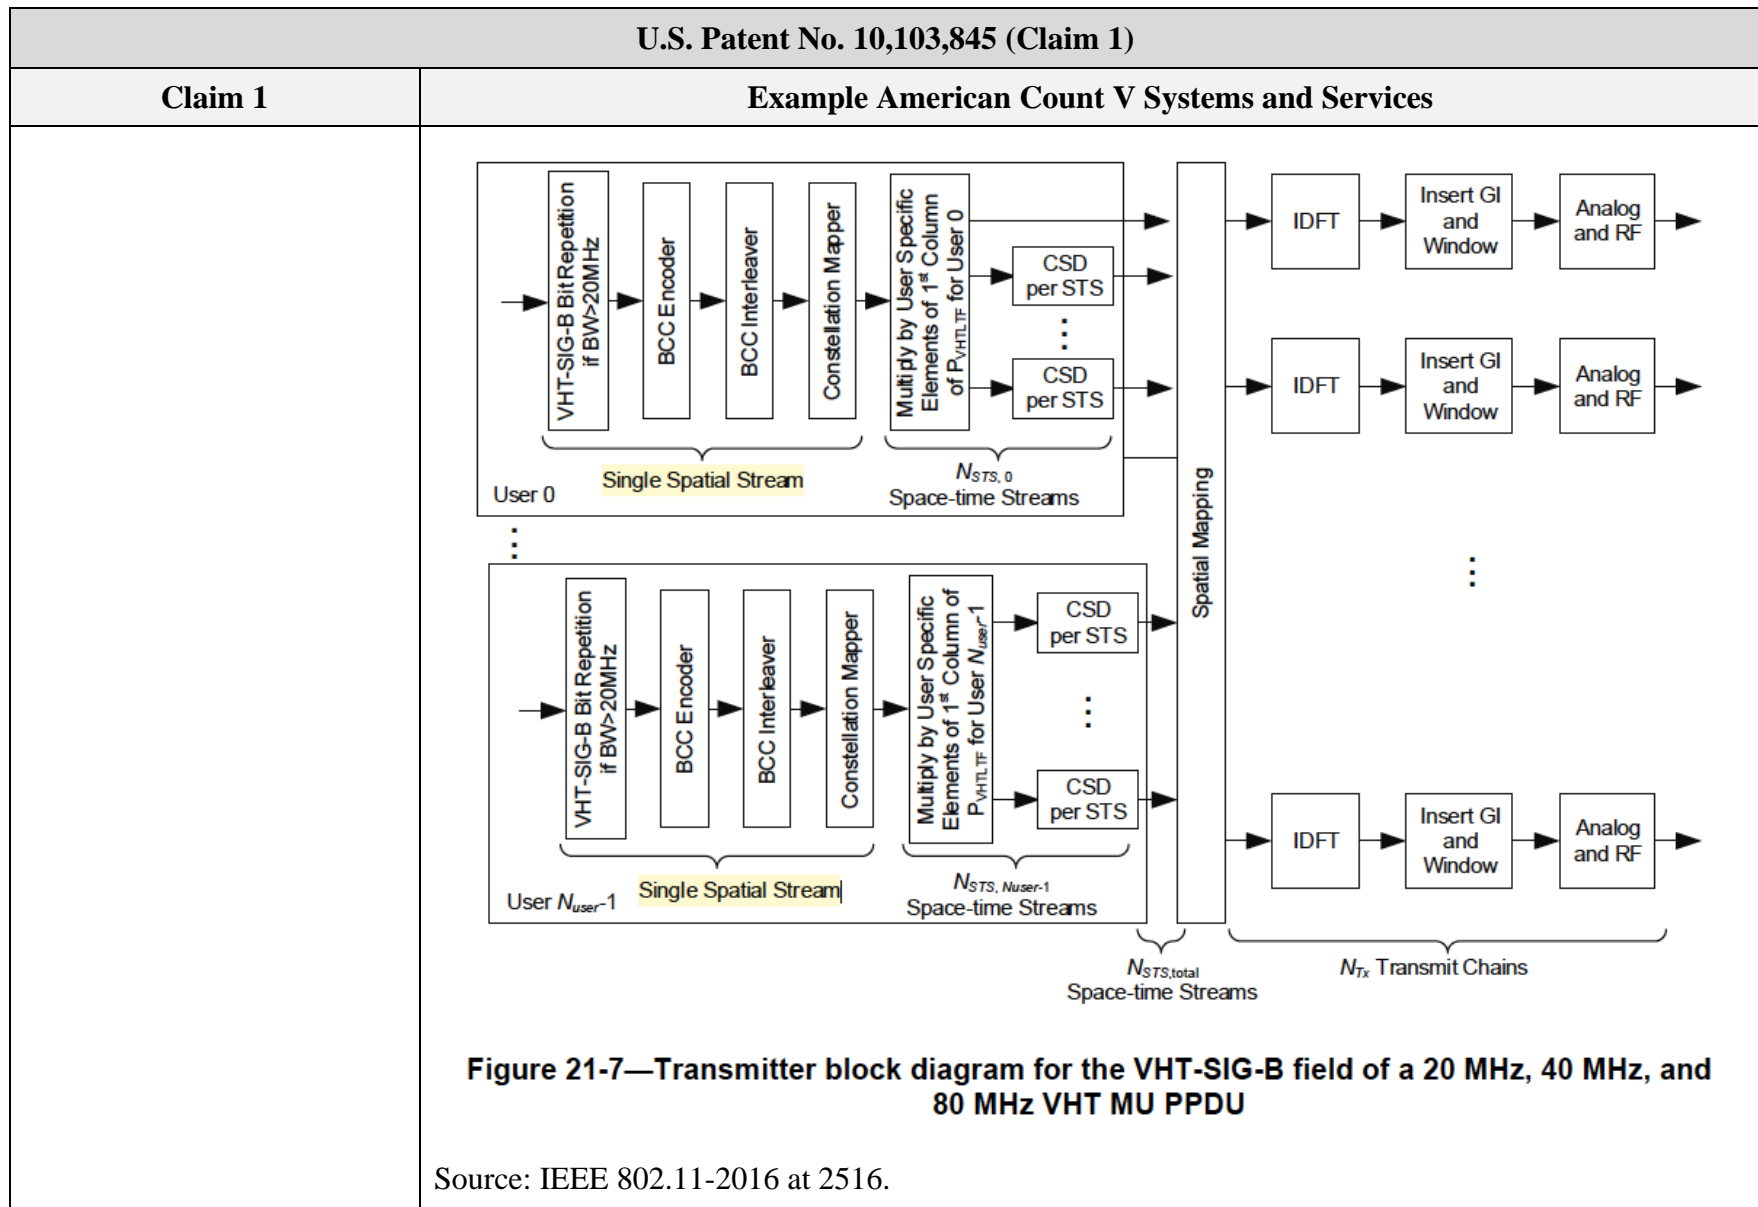 U.S. Patent No. 10,103,845 (Claim 1)
Claim 1
Example American Count V Systems and Services
VHT-SIG-B Bit Repetition
if BW>20MHz
BCC Encoder
BCC Interleaver
Constellation Mapper
Multiply by User Specific
Elements of 1st Column
of PVHTLTF for User 0
CSD
per STS
⋮
CSD
per STS
Single Spatial Stream
NSTS, 0
Space-time Streams
User 0
⋮
VHT-SIG-B Bit Repetition
if BW>20MHz
BCC Encoder
BCC Interleaver
Constellation Mapper
Multiply by User Specific
Elements of 1st Column of
PVHTLTF for User Nuser-1
CSD
per STS
⋮
CSD
per STS
Single Spatial Stream
NSTS, Nuser-1
Space-time Streams
User Nuser-1
Spatial Mapping
NSTS,total
Space-time Streams
IDFT
Insert GI
and
Window
Analog
and RF
IDFT
Insert GI
and
Window
Analog
and RF
⋮
IDFT
Insert GI
and
Window
Analog
and RF
NTx Transmit Chains
Figure 21-7—Transmitter block diagram for the VHT-SIG-B field of a 20 MHz, 40 MHz, and
80 MHz VHT MU PPDU
Source: IEEE 802.11-2016 at 2516.